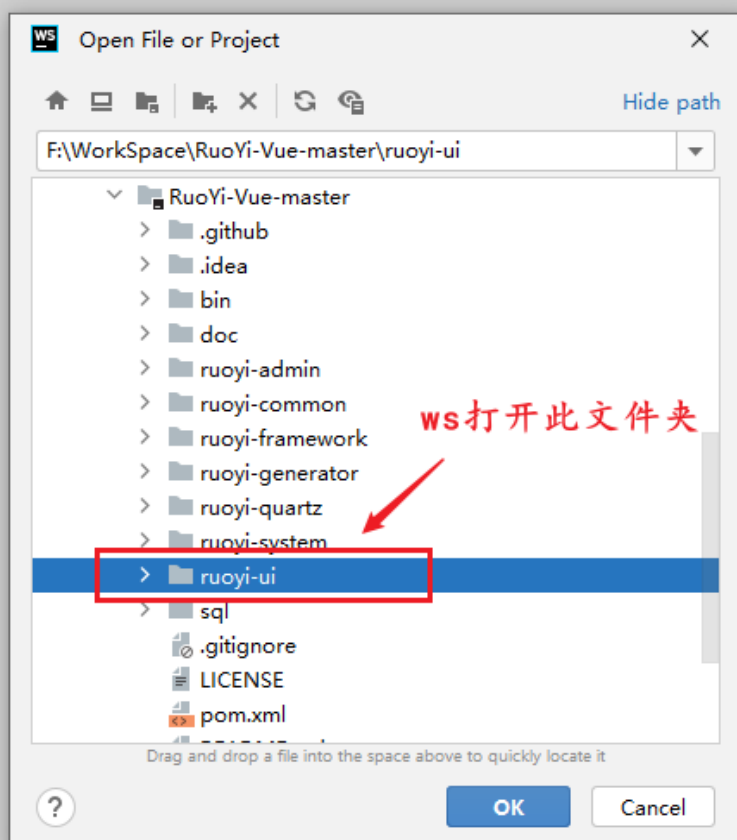 WS
Open File or Project
Hide path
F:\WorkSpace\RuoYi-Vue-master\ruoyi-ui
RuoYi-Vue-master
.github
.idea
bin
doc
ruoyi-admin
ruoyi-common
ws打开此文件夹
ruoyi-framework
ruoyi-generator
ruoyi-quartz
ruoyi-system
ruoyi-ui
sql
.gitignore
LICENSE
pom.xml
Drag and drop a file into the space above to quickly locate it
?
OK
Cancel